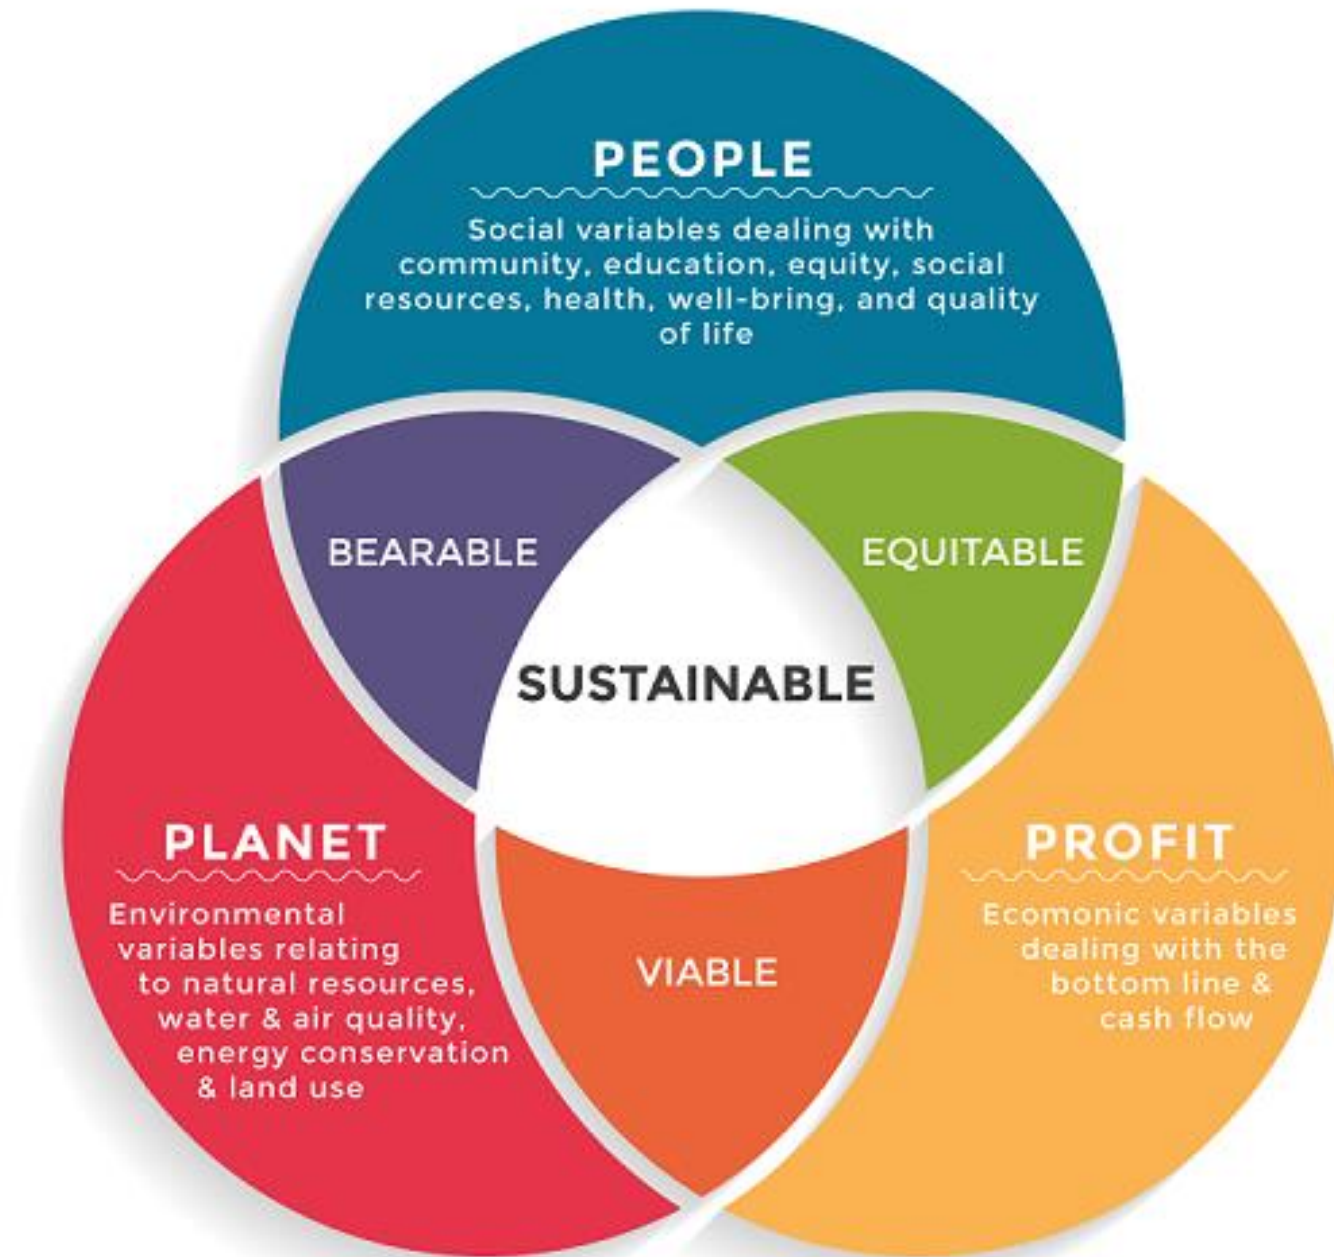 PEOPLE
Social variables dealing with
community, education, equity, social
resources, health, well-bring, and quality
of life
BEARABLE
EQUITABLE
SUSTAINABLE
PLANET
Environmental
variables relating
to natural resources,
water & air quality,
energy conservation
& land use
VIABLE
PROFIT
Ecomonic variables
dealing with the
bottom line &
cash flow